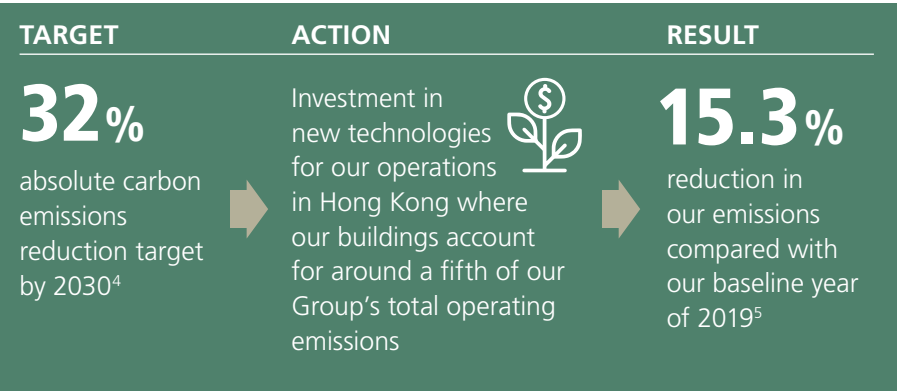 TARGET
32%
absolute carbon
emissions
reduction target
by 2030⁴
ACTION
Investment in
new technologies
for our operations
in Hong Kong where
our buildings account
for around a fifth of our
Group’s total operating
emissions
$
RESULT
15.3%
reduction in
our emissions
compared with
our baseline year
of 2019⁵